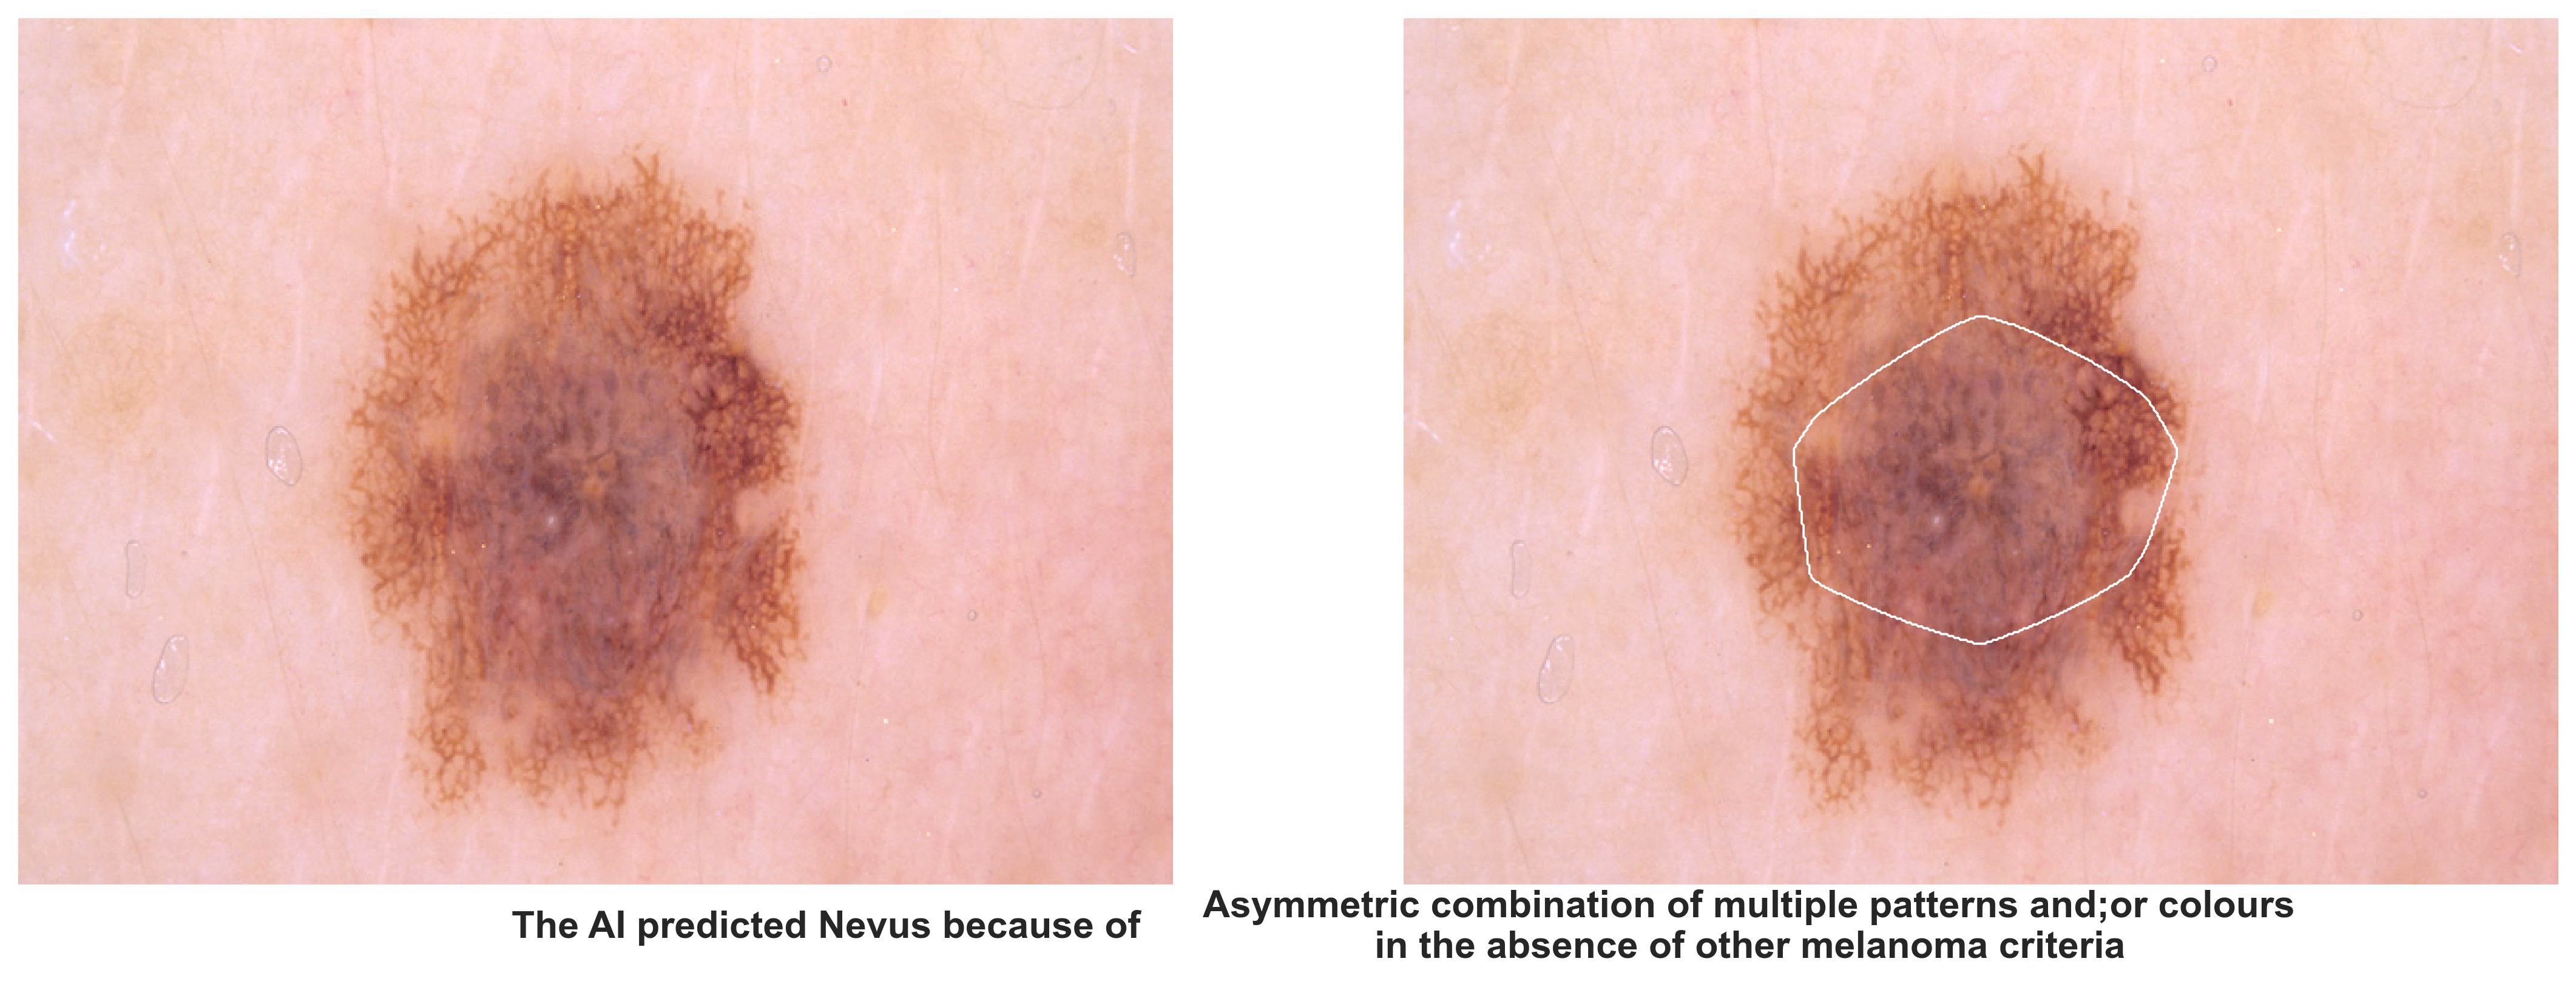 The AI predicted Nevus because of
Asymmetric combination of multiple patterns and;or colours
in the absence of other melanoma criteria